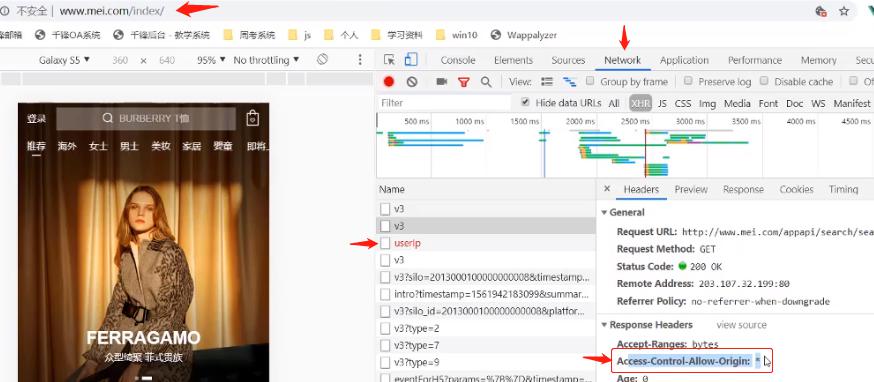 不安全 | www.mei.com/index/
锋邮箱 千锋OA系统 千锋后台 - 教学系统 周考系统 js 个人 学习资料 win10 Wappalyzer
Galaxy S5 ▼ 360 × 640 95% ▼ No throttling ▼
Console Elements Sources Network Application Performance Memory Secu
View: Group by frame Preserve log Disable cache
Filter Hide data URLs All XHR JS CSS Img Media Font Doc WS Manifest
500 ms 1000 ms 1500 ms 2000 ms 2500 ms 3000 ms 3500 ms 4000 ms 4500 ms
登录 BURBERRY T恤
推荐 海外 女士 男士 美妆 家居 婴童 即将上
FERRAGAMO
众型绮聚 菲式贵族
Name
v3
v3
userIp
v3
v3?silo=2013000100000000008&timestamp...
intro?timestamp=1561942183099&summar...
v3?silo_id=2013000100000000008&platfor...
v3?type=2
v3?type=7
v3?type=9
eventForH5?params=%7B%7D&timestamp...
× Headers Preview Response Cookies Timing
▼ General
Request URL: http://www.mei.com/appapi/search/sea
Request Method: GET
Status Code: 200 OK
Remote Address: 203.107.32.199:80
Referrer Policy: no-referrer-when-downgrade
▼ Response Headers view source
Accept-Ranges: bytes
Access-Control-Allow-Origin: *
Age: 0